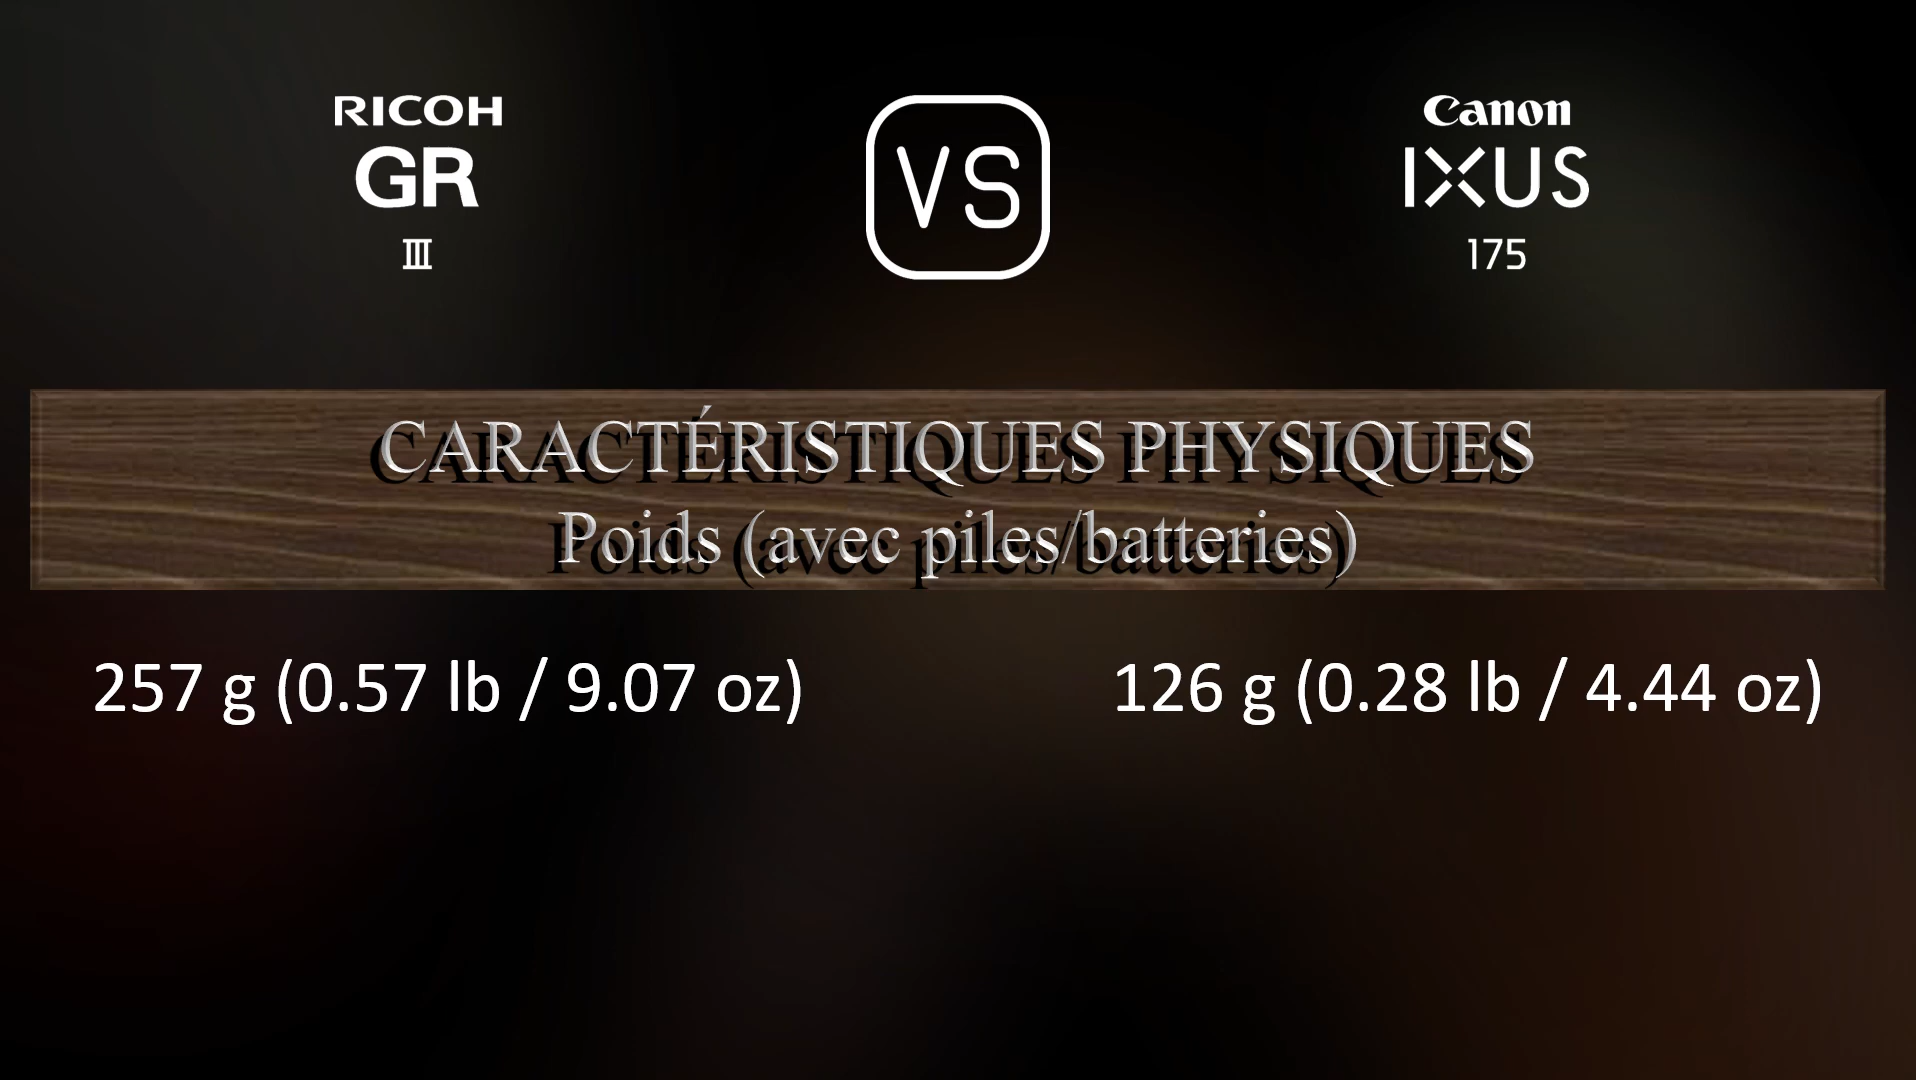 RICOH
GR
III
VS
Canon
IXUS
175
CARACTÉRISTIQUES PHYSIQUES
Poids (avec piles/batteries)
257 g (0.57 lb / 9.07 oz)
126 g (0.28 lb / 4.44 oz)